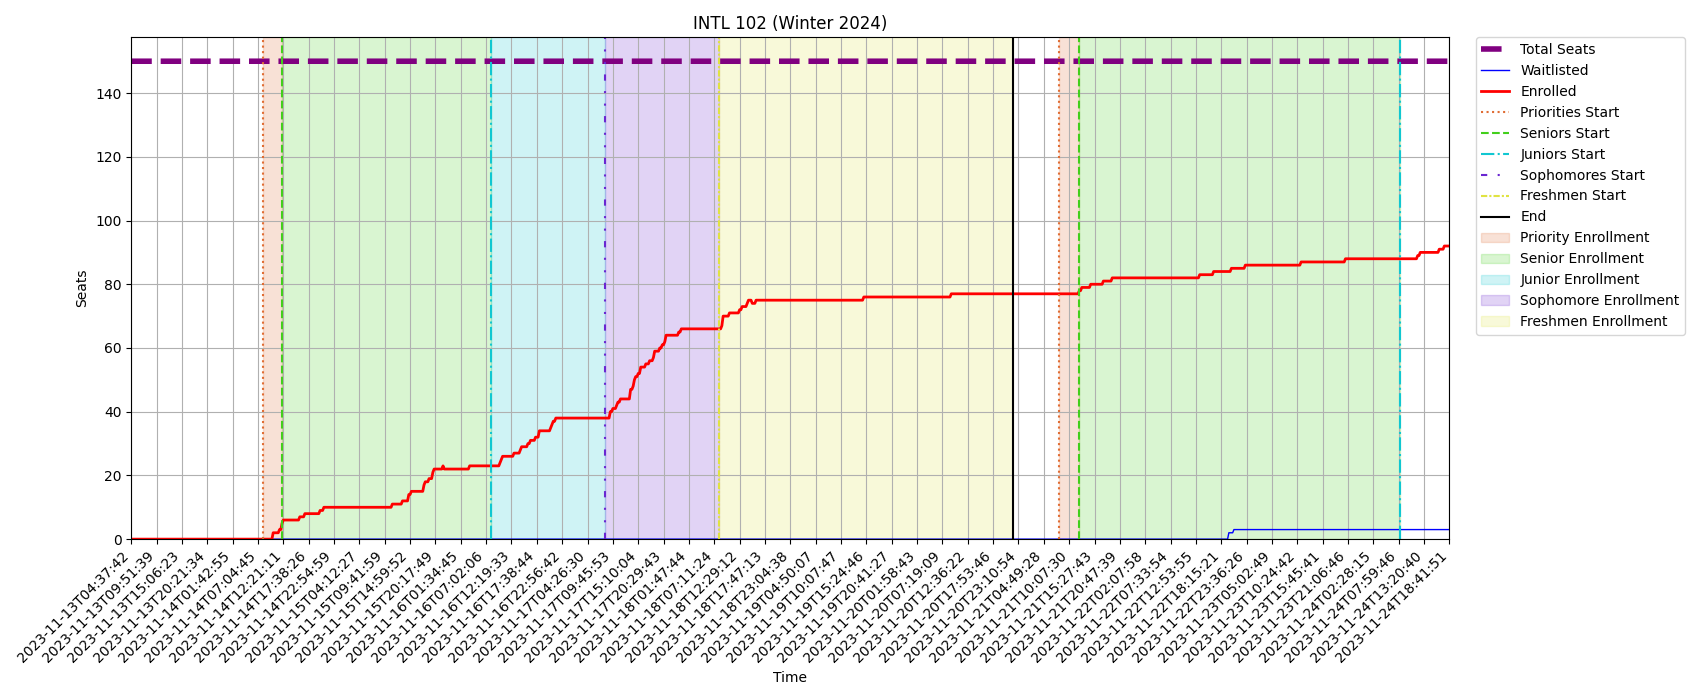 INTL 102 (Winter 2024)
Total Seats
Waitlisted
Enrolled
Priorities Start
Seniors Start
Juniors Start
Sophomores Start
Freshmen Start
End
Priority Enrollment
Senior Enrollment
Junior Enrollment
Sophomore Enrollment
Freshmen Enrollment
Seats
140
120
100
80
60
40
20
0
2023-11-13T04:37:42
2023-11-13T09:51:39
2023-11-13T15:06:23
2023-11-13T20:21:34
2023-11-14T01:42:55
2023-11-14T07:04:45
2023-11-14T12:21:11
2023-11-14T17:38:26
2023-11-14T22:54:59
2023-11-15T04:12:27
2023-11-15T09:41:59
2023-11-15T14:59:52
2023-11-15T20:17:49
2023-11-16T01:34:45
2023-11-16T07:02:06
2023-11-16T12:19:33
2023-11-16T17:38:44
2023-11-16T22:56:42
2023-11-17T04:26:30
2023-11-17T09:45:53
2023-11-17T15:10:04
2023-11-17T20:29:43
2023-11-18T01:47:44
2023-11-18T07:11:24
2023-11-18T12:29:12
2023-11-18T17:47:13
2023-11-18T23:04:38
2023-11-19T04:50:07
2023-11-19T10:07:47
2023-11-19T15:24:46
2023-11-19T20:41:27
2023-11-20T01:58:43
2023-11-20T07:19:09
2023-11-20T12:36:22
2023-11-20T17:53:46
2023-11-20T23:10:54
2023-11-21T04:49:28
2023-11-21T10:07:30
2023-11-21T15:27:43
2023-11-21T20:47:39
2023-11-22T02:07:58
2023-11-22T07:33:54
2023-11-22T12:53:55
2023-11-22T18:15:21
2023-11-22T23:36:26
2023-11-23T05:02:49
2023-11-23T10:24:42
2023-11-23T15:45:41
2023-11-23T21:06:46
2023-11-24T02:28:15
2023-11-24T07:59:46
2023-11-24T13:20:40
2023-11-24T18:41:51
Time